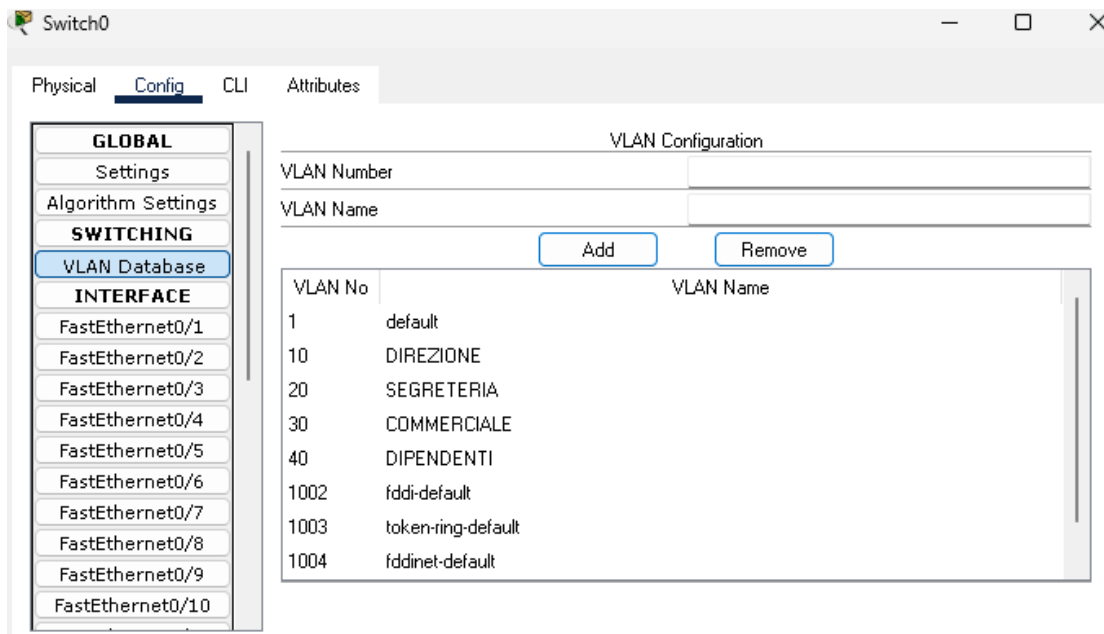 Switch0
Physical Config CLI Attributes
GLOBAL
Settings
Algorithm Settings
SWITCHING
VLAN Database
INTERFACE
FastEthernet0/1
FastEthernet0/2
FastEthernet0/3
FastEthernet0/4
FastEthernet0/5
FastEthernet0/6
FastEthernet0/7
FastEthernet0/8
FastEthernet0/9
FastEthernet0/10
VLAN Configuration
VLAN Number
VLAN Name
Add Remove
VLAN No VLAN Name
1 default
10 DIREZIONE
20 SEGRETERIA
30 COMMERCIALE
40 DIPENDENTI
1002 fddi-default
1003 token-ring-default
1004 fddinet-default